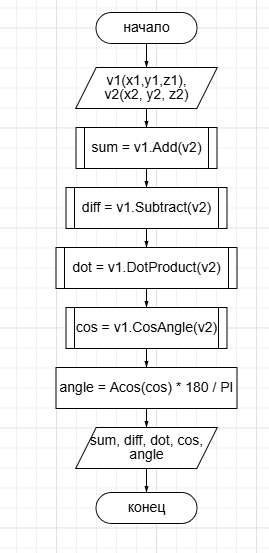 начало
v1(x1,y1,z1),
v2(x2, y2, z2)
sum = v1.Add(v2)
diff = v1.Subtract(v2)
dot = v1.DotProduct(v2)
cos = v1.CosAngle(v2)
angle = Acos(cos) * 180 / PI
sum, diff, dot, cos,
angle
конец